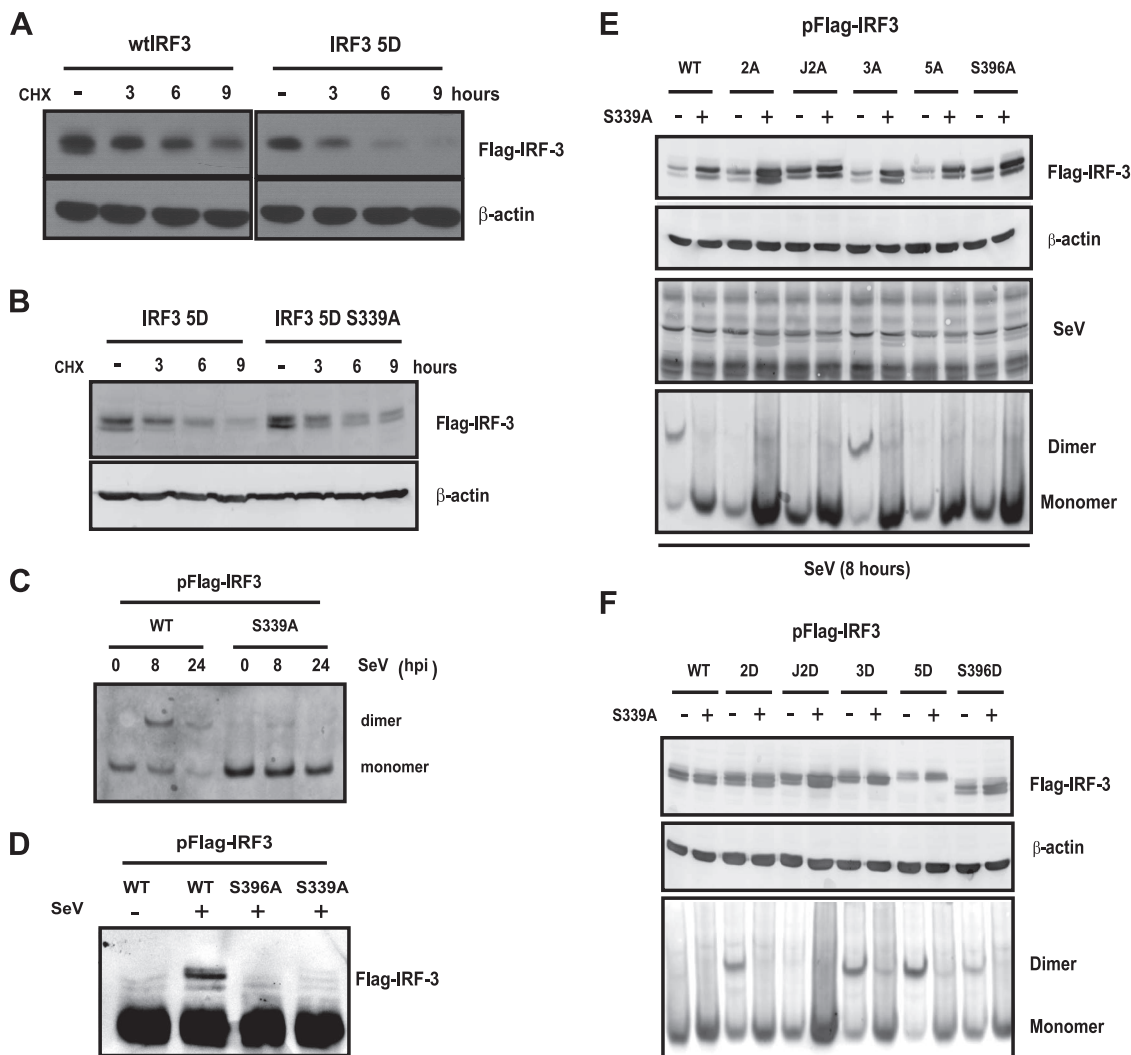 A
wtIRF3 IRF3 5D
CHX - 3 6 9 - 3 6 9 hours
Flag-IRF-3
β-actin
B
IRF3 5D IRF3 5D S339A
CHX - 3 6 9 - 3 6 9 hours
Flag-IRF-3
β-actin
C
pFlag-IRF3
WT S339A
0 8 24 0 8 24 SeV (hpi)
dimer
monomer
D
pFlag-IRF3
WT WT S396A S339A
SeV - + + +
Flag-IRF-3
E
pFlag-IRF3
WT 2A J2A 3A 5A S396A
S339A - + - + - + - + - + - +
Flag-IRF-3
β-actin
SeV
Dimer
Monomer
SeV (8 hours)
F
pFlag-IRF3
WT 2D J2D 3D 5D S396D
S339A - + - + - + - + - + - +
Flag-IRF-3
β-actin
Dimer
Monomer